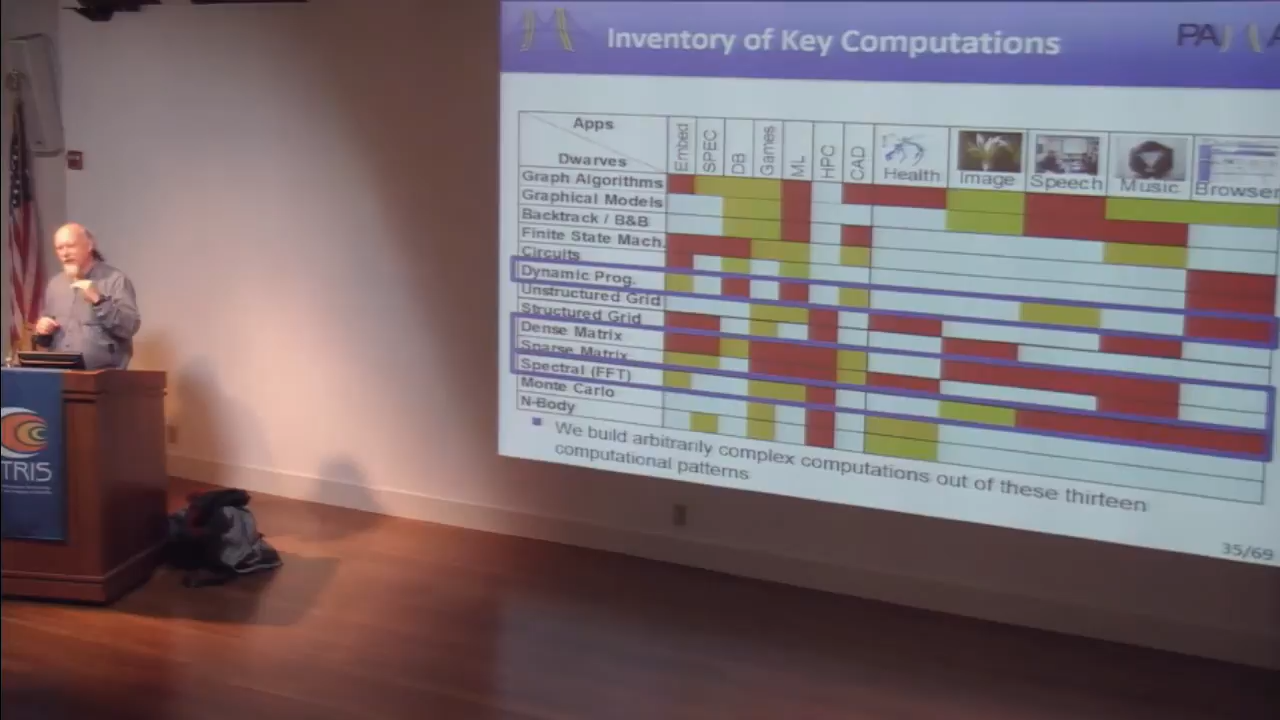 Inventory of Key Computations
PA
Apps
Dwarves
Embed
SPEC
DB
Games
ML
HPC
CAD
Health
Image
Speech
Music
Browser
Graph Algorithms
Graphical Models
Backtrack / B&B
Finite State Mach.
Circuits
Dynamic Prog.
Unstructured Grid
Structured Grid
Dense Matrix
Sparse Matrix
Spectral (FFT)
Monte Carlo
N-Body
We build arbitrarily complex computations out of these thirteen
computational patterns
35/69
TRIS